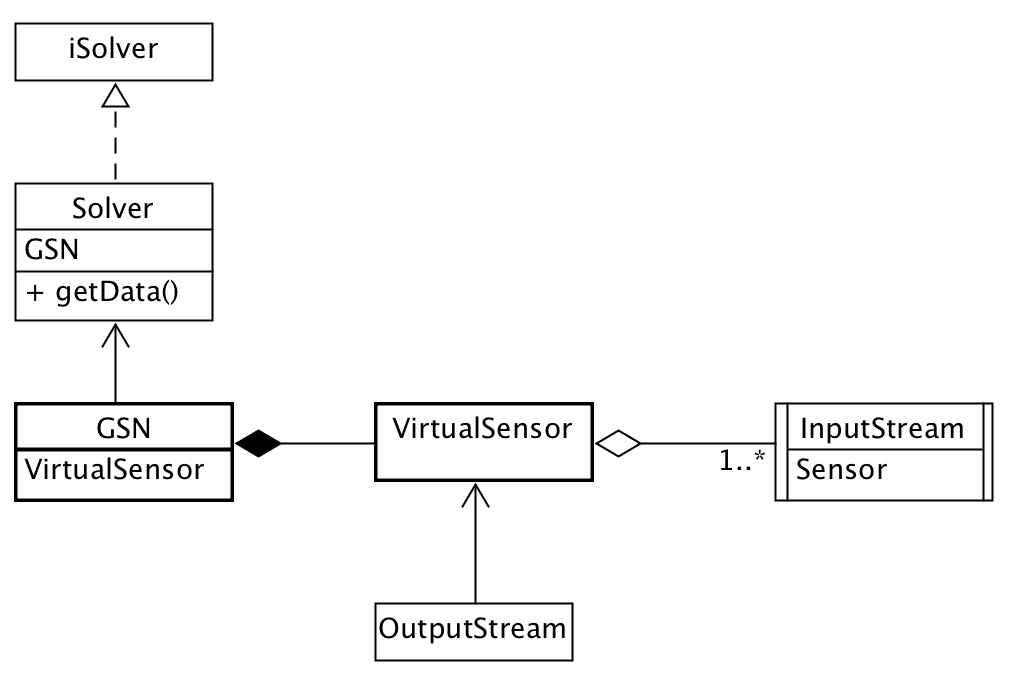 iSolver
Solver
GSN
+ getData()
GSN
VirtualSensor
VirtualSensor
1..*
InputStream
Sensor
OutputStream